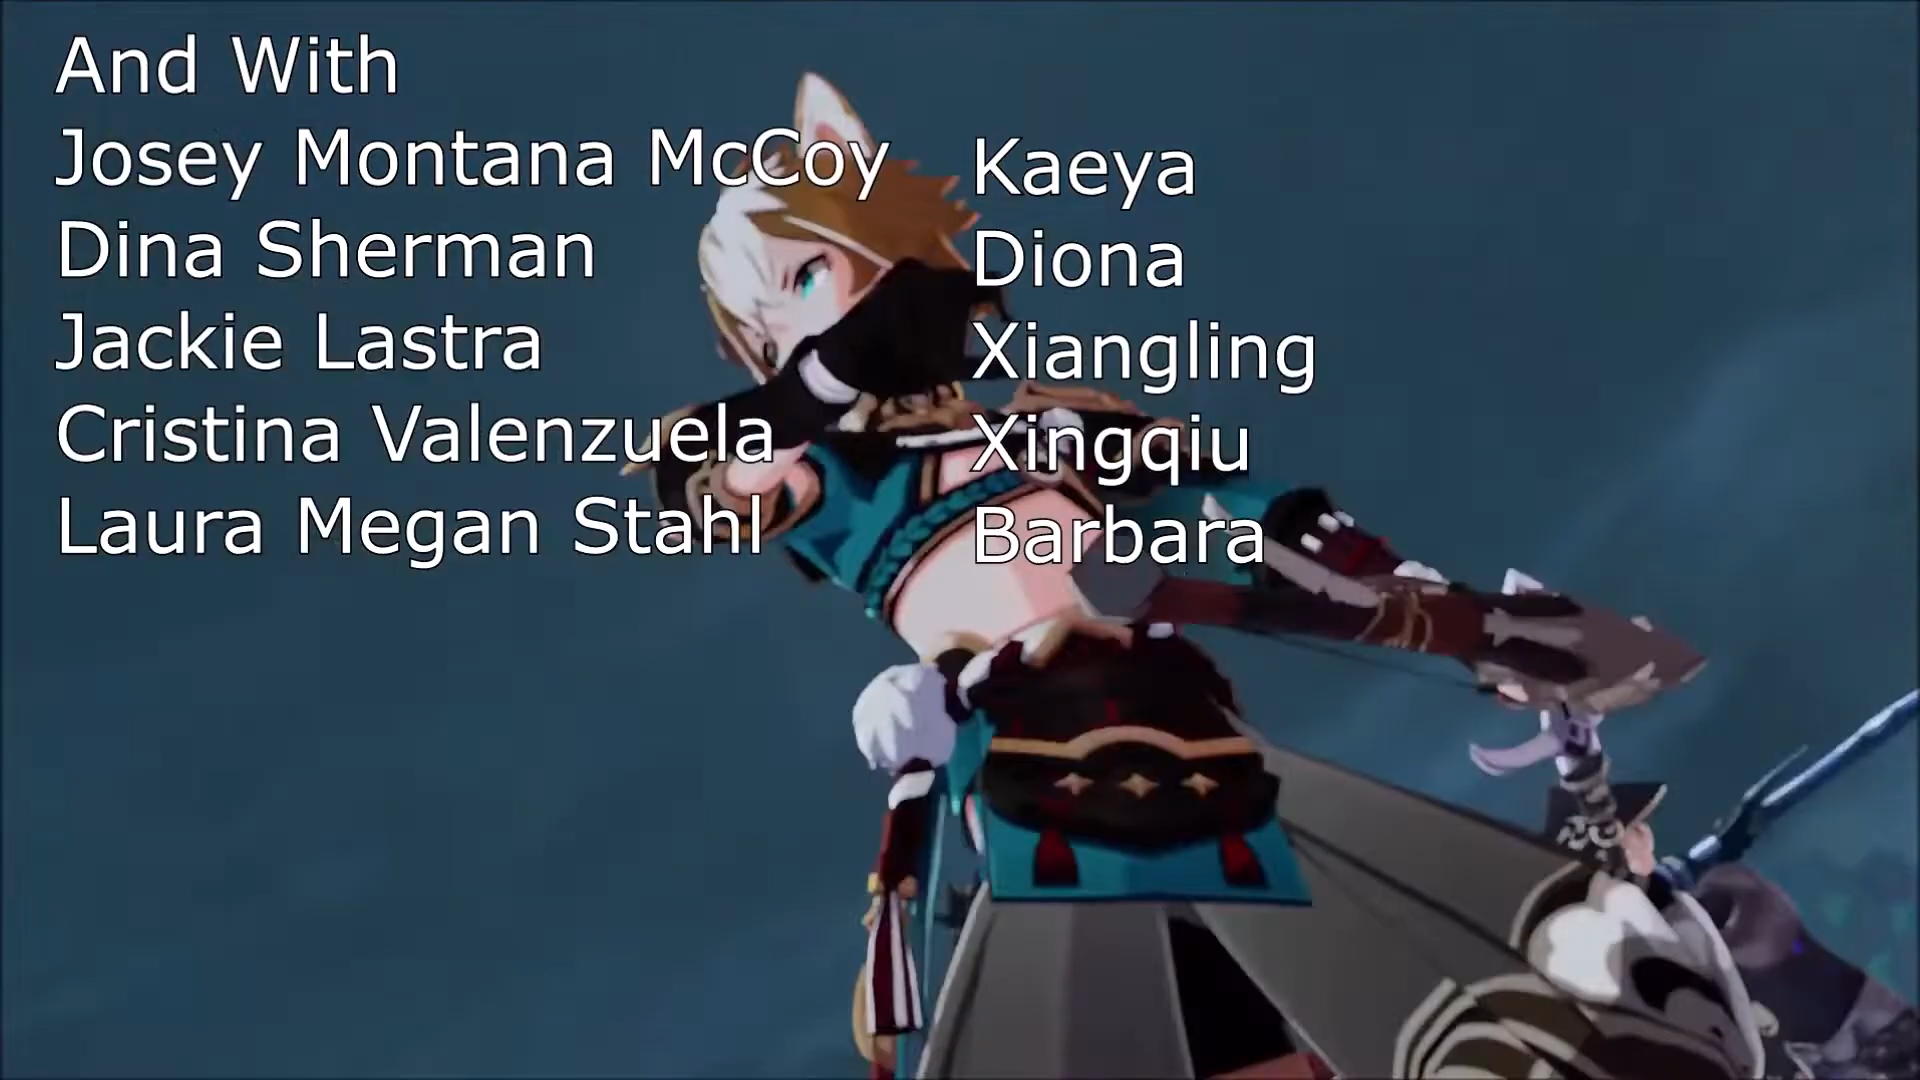 And With
Josey Montana McCoy Kaeya
Dina Sherman Diona
Jackie Lastra Xiangling
Cristina Valenzuela Xingqiu
Laura Megan Stahl Barbara